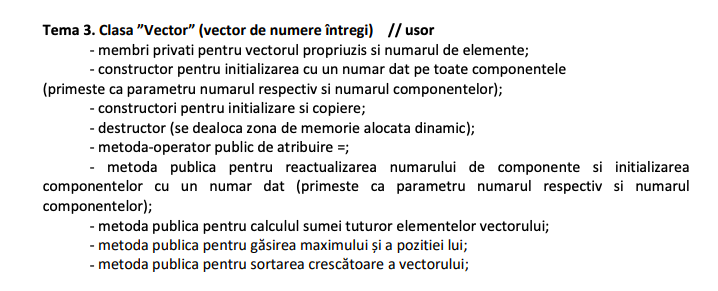 Tema 3. Clasa ”Vector” (vector de numere întregi) // usor
- membri privati pentru vectorul propriuzis si numarul de elemente;
- constructor pentru initializarea cu un numar dat pe toate componentele
(primeste ca parametru numarul respectiv si numarul componentelor);
- constructori pentru initializare si copiere;
- destructor (se dealoca zona de memorie alocata dinamic);
- metoda-operator public de atribuire =;
- metoda publica pentru reactualizarea numarului de componente si initializarea
componentelor cu un numar dat (primeste ca parametru numarul respectiv si numarul
componentelor);
- metoda publica pentru calculul sumei tuturor elementelor vectorului;
- metoda publica pentru găsirea maximului și a pozitiei lui;
- metoda publica pentru sortarea crescătoare a vectorului;